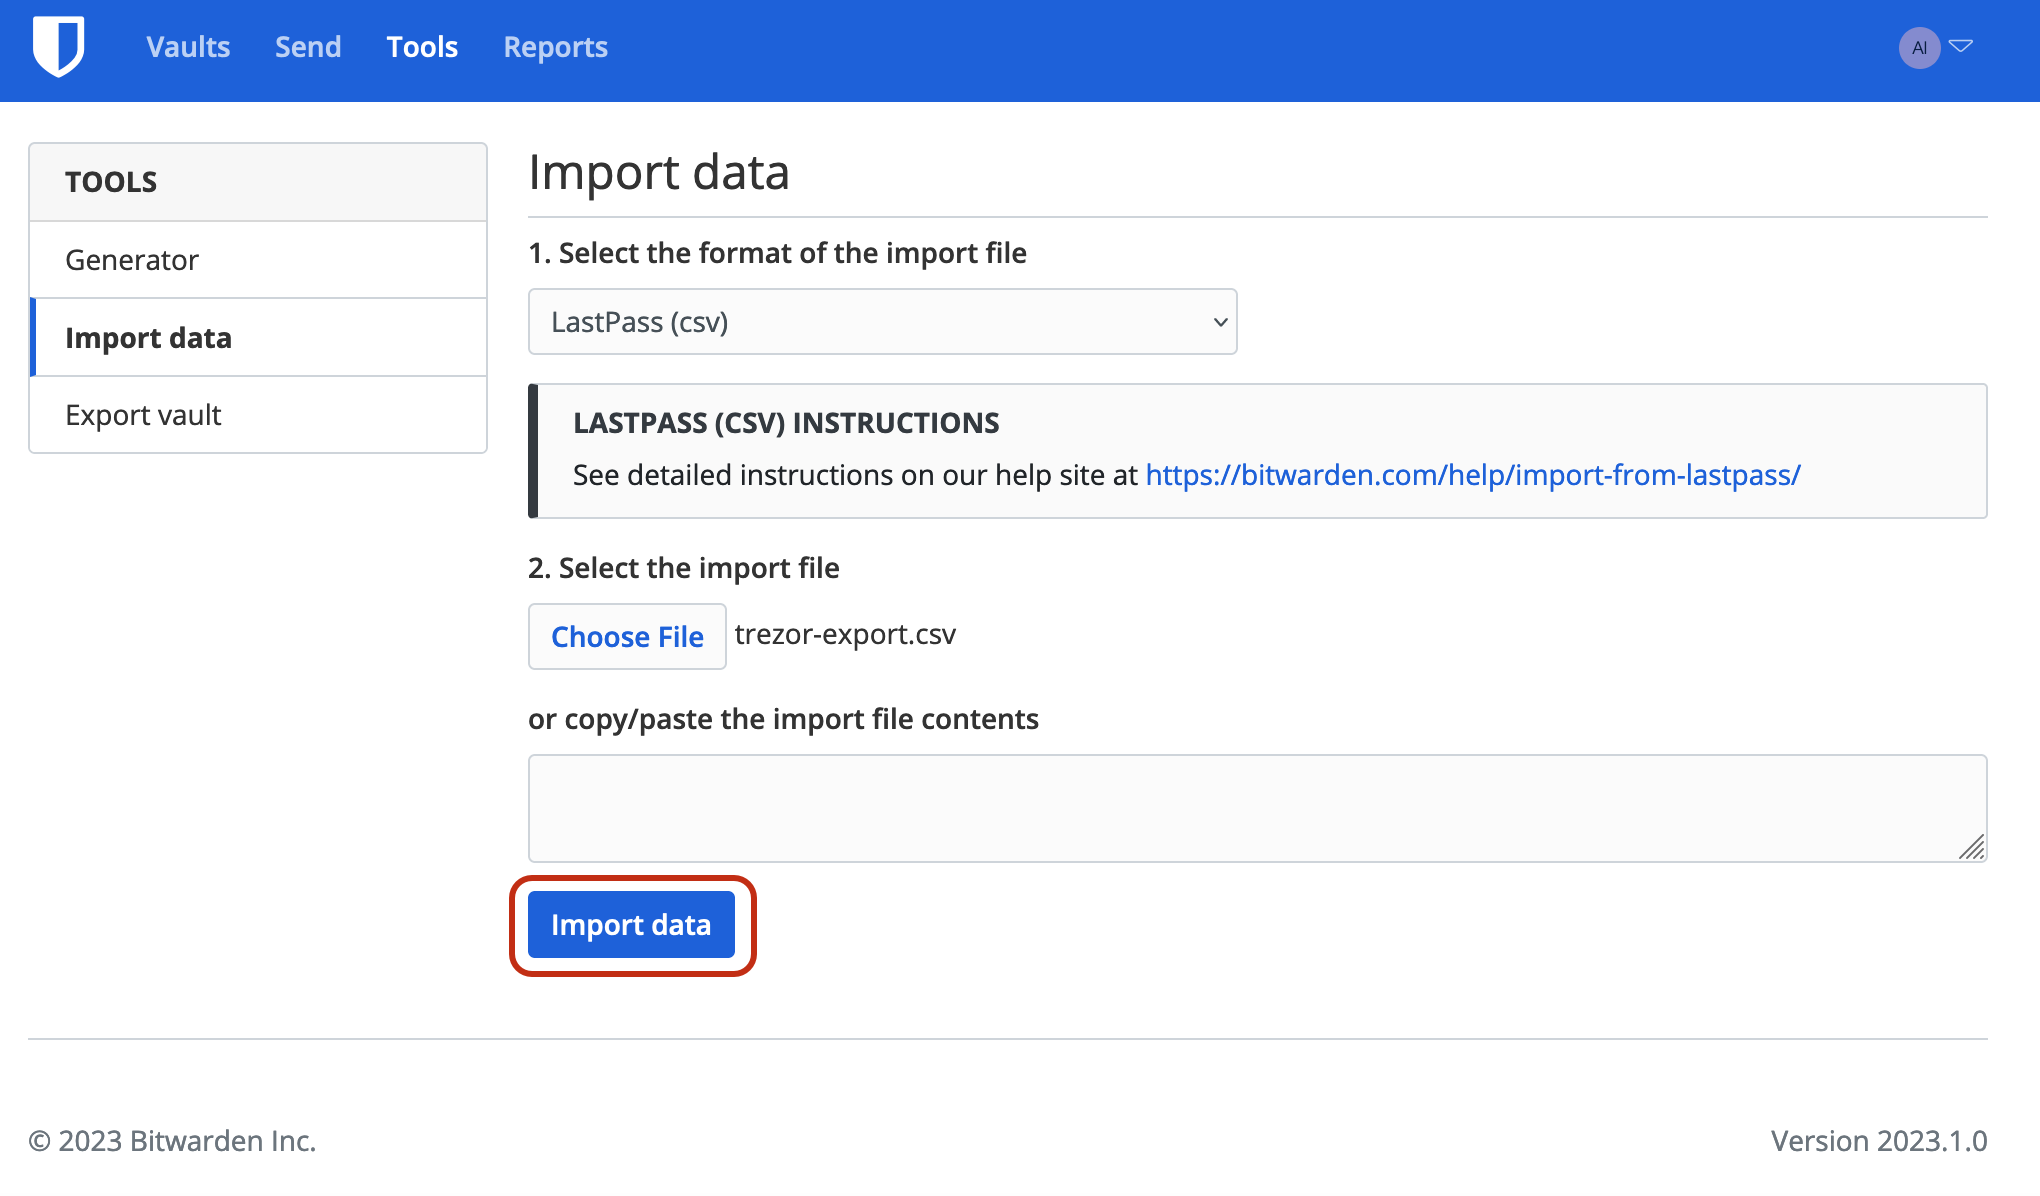 Vaults Send Tools Reports AI
TOOLS
Generator
Import data
Export vault
Import data
1. Select the format of the import file
LastPass (csv)
LASTPASS (CSV) INSTRUCTIONS
See detailed instructions on our help site at https://bitwarden.com/help/import-from-lastpass/
2. Select the import file
Choose File trezor-export.csv
or copy/paste the import file contents
Import data
© 2023 Bitwarden Inc. Version 2023.1.0